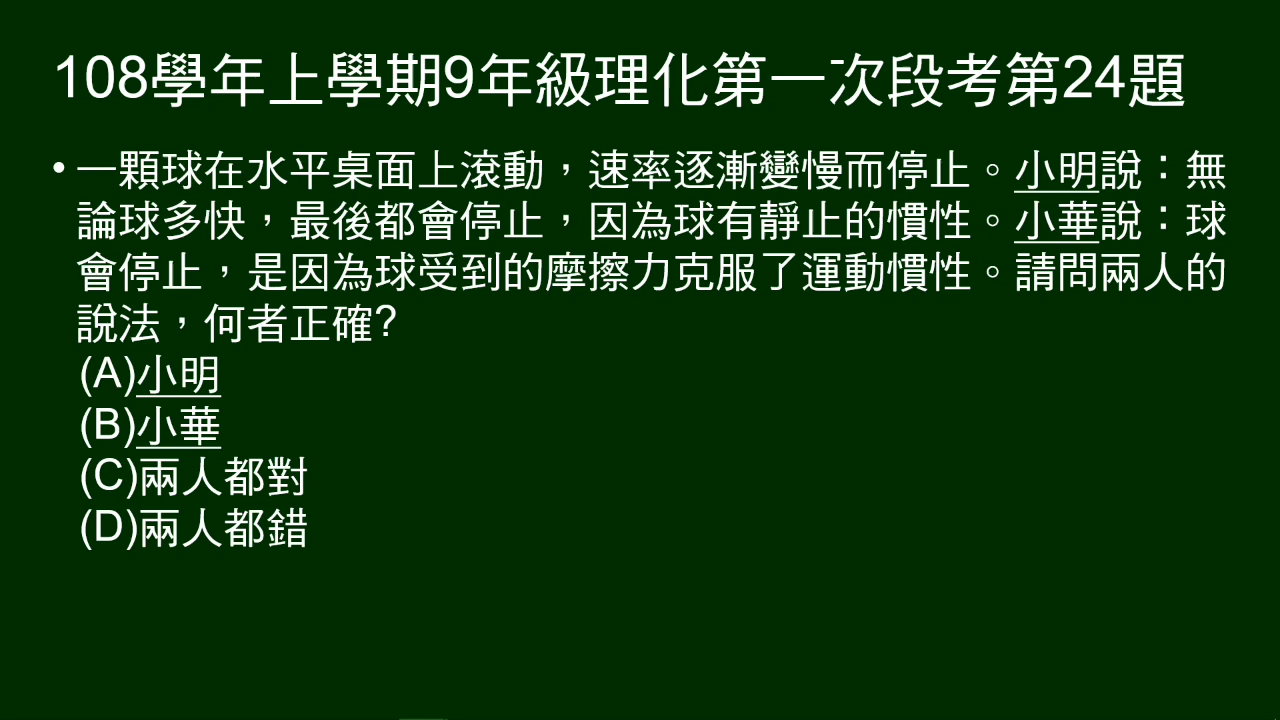 108學年上學期9年級理化第一次段考第24題
• 一顆球在水平桌面上滾動，速率逐漸變慢而停止。小明說：無
論球多快，最後都會停止，因為球有靜止的慣性。小華說：球
會停止，是因為球受到的摩擦力克服了運動慣性。請問兩人的
說法，何者正確?
(A)小明
(B)小華
(C)兩人都對
(D)兩人都錯